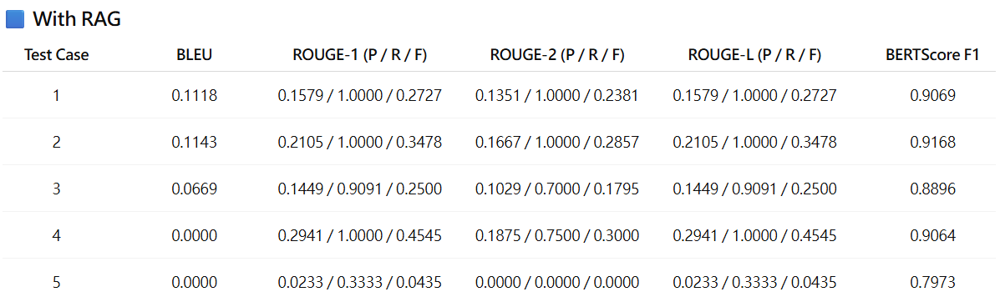 With RAG
Test Case BLEU ROUGE-1 (P / R / F) ROUGE-2 (P / R / F) ROUGE-L (P / R / F) BERTScore F1
1 0.1118 0.1579 / 1.0000 / 0.2727 0.1351 / 1.0000 / 0.2381 0.1579 / 1.0000 / 0.2727 0.9069
2 0.1143 0.2105 / 1.0000 / 0.3478 0.1667 / 1.0000 / 0.2857 0.2105 / 1.0000 / 0.3478 0.9168
3 0.0669 0.1449 / 0.9091 / 0.2500 0.1029 / 0.7000 / 0.1795 0.1449 / 0.9091 / 0.2500 0.8896
4 0.0000 0.2941 / 1.0000 / 0.4545 0.1875 / 0.7500 / 0.3000 0.2941 / 1.0000 / 0.4545 0.9064
5 0.0000 0.0233 / 0.3333 / 0.0435 0.0000 / 0.0000 / 0.0000 0.0233 / 0.3333 / 0.0435 0.7973